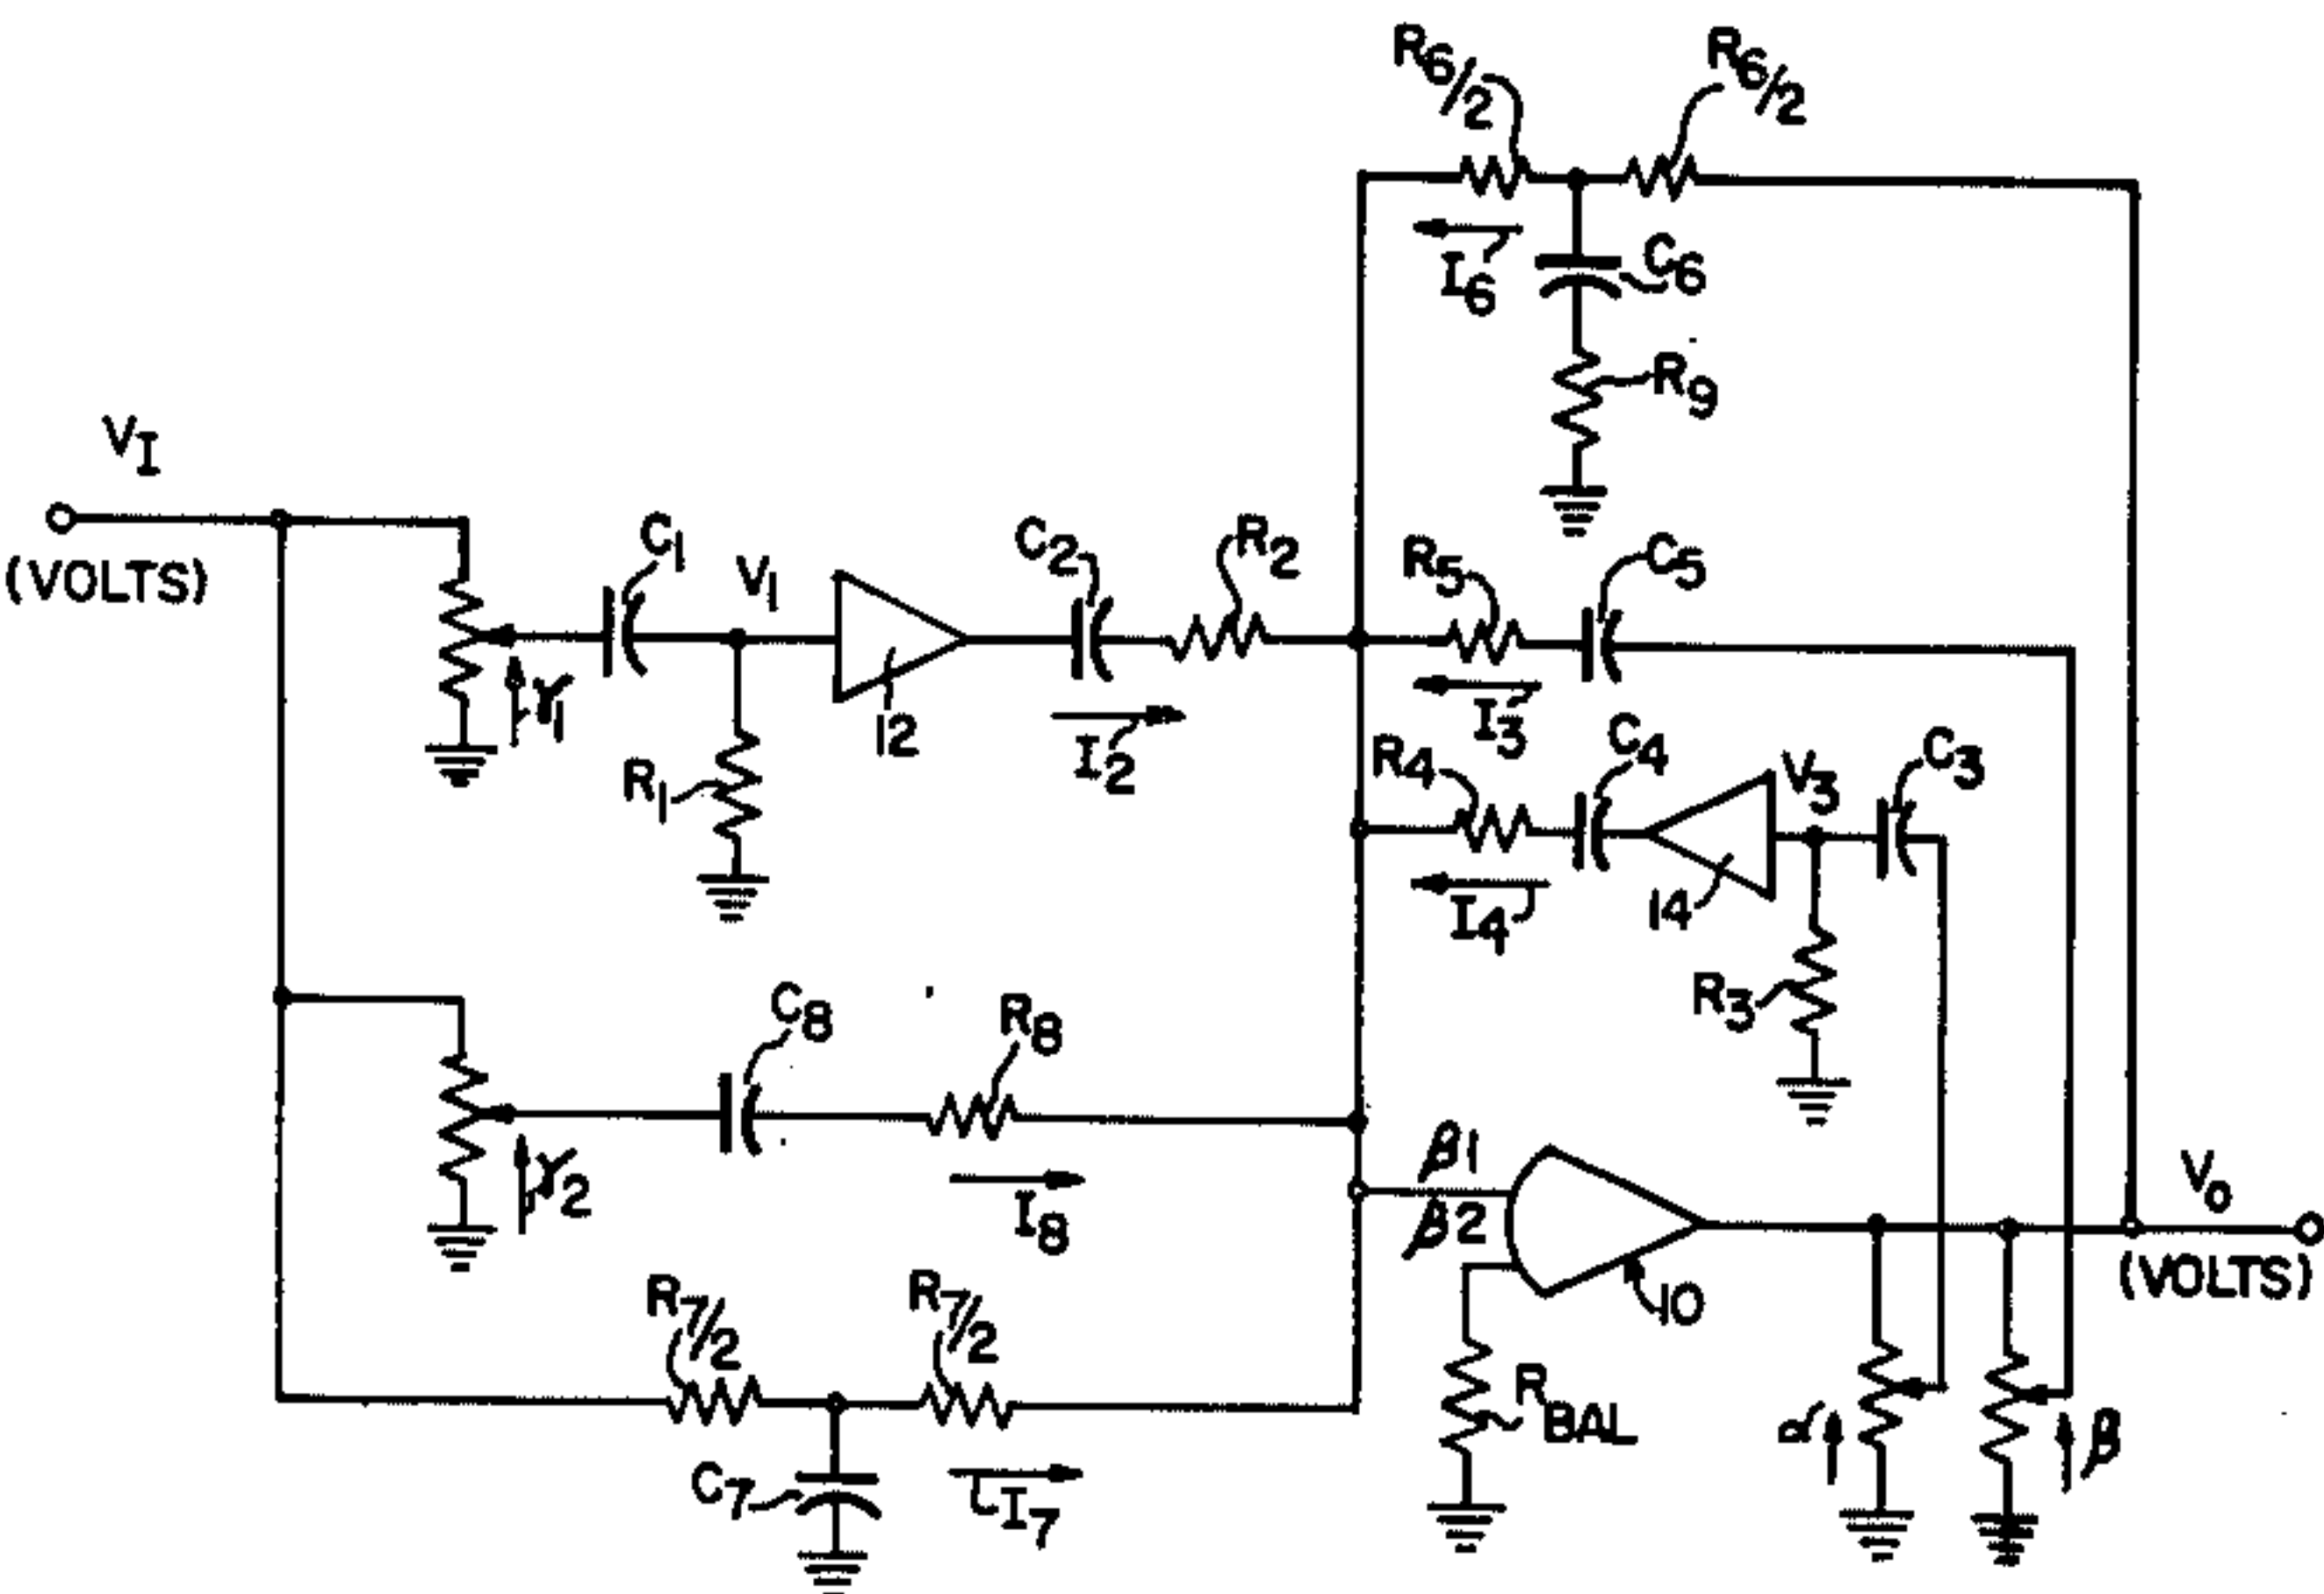 R6/2
R6/2
I6
C6
R9
VI
(VOLTS)
C1
V1
C2
R2
R5
C5
γ1
12
I2
I3
R4
C4
V3
C3
R1
I4
14
R3
C8
R8
γ2
I8
β1
β2
Vo
(VOLTS)
10
R7/2
R7/2
RBAL
α
β
C7
I7